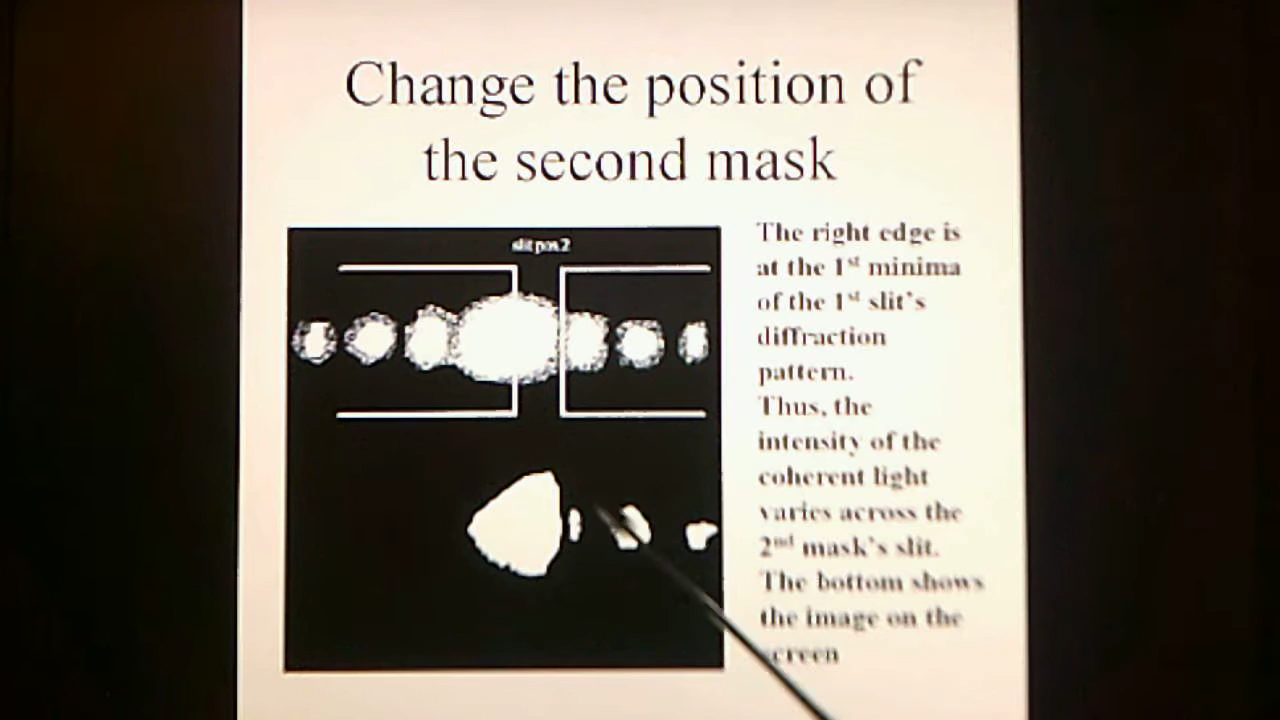 Change the position of
the second mask
slit pos 2
The right edge is
at the 1st minima
of the 1st slit's
diffraction
pattern.
Thus, the
intensity of the
coherent light
varies across the
2nd mask's slit.
The bottom shows
the image on the
screen